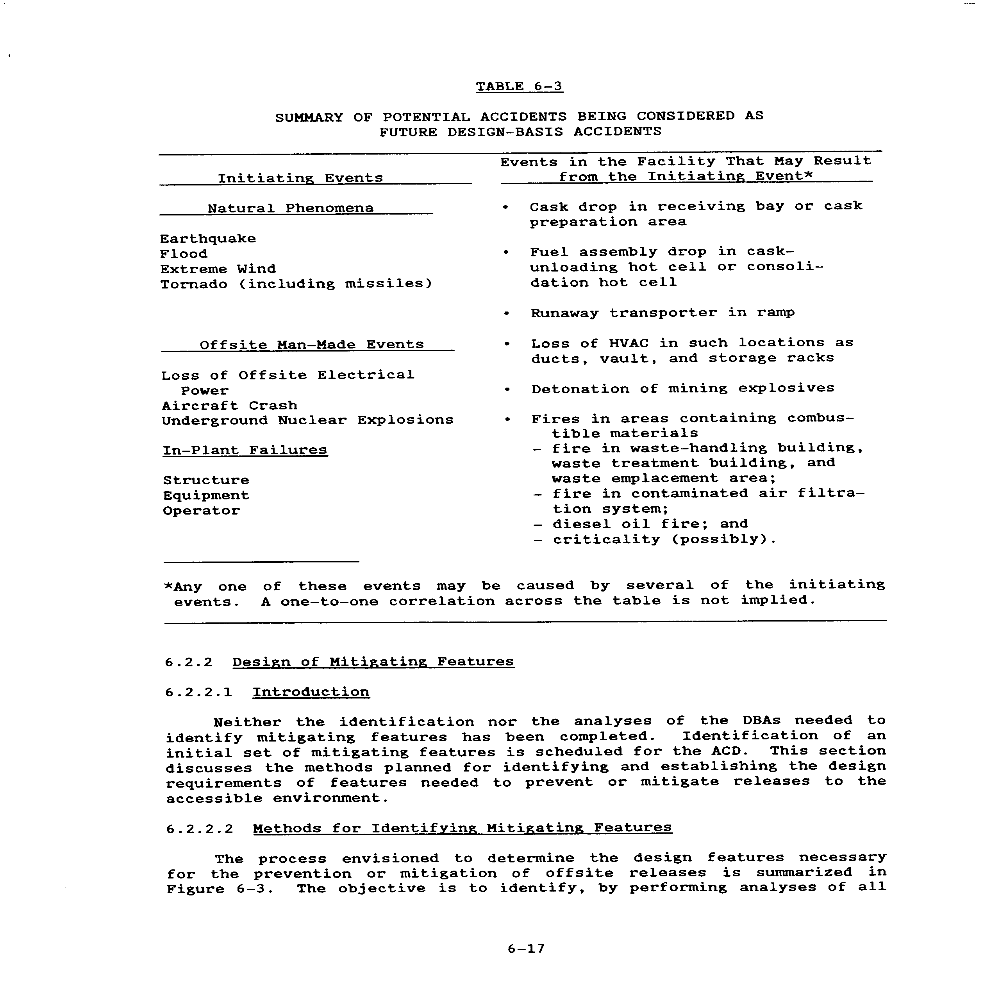 TABLE 6-3
SUMMARY OF POTENTIAL ACCIDENTS BEING CONSIDERED AS
FUTURE DESIGN-BASIS ACCIDENTS
Initiating Events
Events in the Facility That May Result
from the Initiating Event*
Natural Phenomena
Earthquake
Flood
Extreme Wind
Tornado (including missiles)
Offsite Man-Made Events
Loss of Offsite Electrical
Power
Aircraft Crash
Underground Nuclear Explosions
In-Plant Failures
Structure
Equipment
Operator
• Cask drop in receiving bay or cask
preparation area
• Fuel assembly drop in cask-
unloading hot cell or consoli-
dation hot cell
• Runaway transporter in ramp
• Loss of HVAC in such locations as
ducts, vault, and storage racks
• Detonation of mining explosives
• Fires in areas containing combus-
tible materials
- fire in waste-handling building,
waste treatment building, and
waste emplacement area;
- fire in contaminated air filtra-
tion system;
- diesel oil fire; and
- criticality (possibly).
*Any one of these events may be caused by several of the initiating
events. A one-to-one correlation across the table is not implied.
6.2.2 Design of Mitigating Features
6.2.2.1 Introduction
Neither the identification nor the analyses of the DBAs needed to
identify mitigating features has been completed. Identification of an
initial set of mitigating features is scheduled for the ACD. This section
discusses the methods planned for identifying and establishing the design
requirements of features needed to prevent or mitigate releases to the
accessible environment.
6.2.2.2 Methods for Identifying Mitigating Features
The process envisioned to determine the design features necessary
for the prevention or mitigation of offsite releases is summarized in
Figure 6-3. The objective is to identify, by performing analyses of all
6-17